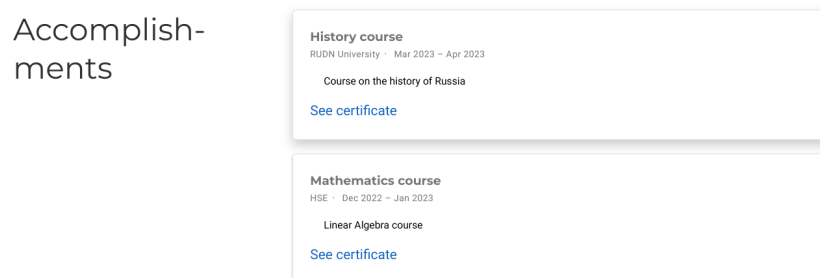 Accomplish-
ments
History course
RUDN University · Mar 2023 – Apr 2023
Course on the history of Russia
See certificate
Mathematics course
HSE · Dec 2022 – Jan 2023
Linear Algebra course
See certificate